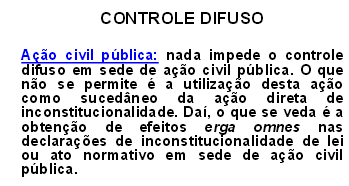 CONTROLE DIFUSO
Ação civil pública: nada impede o controle
difuso em sede de ação civil pública. O que
não se permite é a utilização desta ação
como sucedâneo da ação direta de
inconstitucionalidade. Daí, o que se veda é a
obtenção de efeitos erga omnes nas
declarações de inconstitucionalidade de lei
ou ato normativo em sede de ação civil
pública.